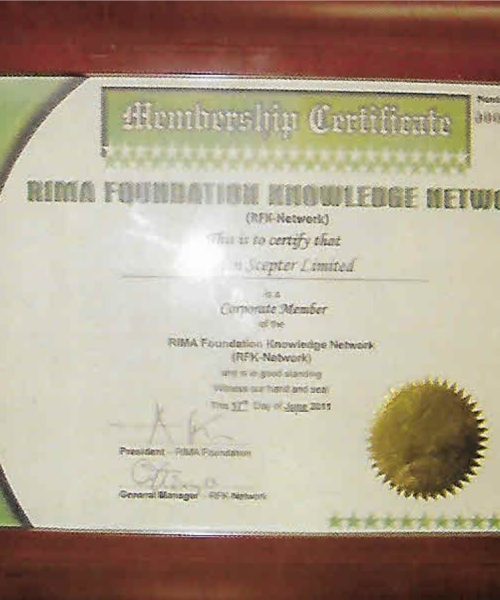 Membership Certificate
RIMA FOUNDATION KNOWLEDGE NETWO
(RFK-Network)
This is to certify that
Scepter Limited
is a
Corporate Member
of the
RIMA Foundation Knowledge Network
(RFK-Network)
and is in good standing
Witness our hand and seal
This Day of June 2011
President - RIMA Foundation
General Manager - RFK-Network